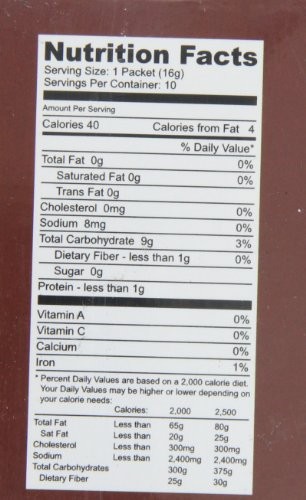 Nutrition Facts
Serving Size: 1 Packet (16g)
Servings Per Container: 10
Amount Per Serving
Calories 40 Calories from Fat 4
% Daily Value*
Total Fat 0g 0%
Saturated Fat 0g 0%
Trans Fat 0g
Cholesterol 0mg 0%
Sodium 8mg 0%
Total Carbohydrate 9g 3%
Dietary Fiber - less than 1g 0%
Sugar 0g
Protein - less than 1g
Vitamin A 0%
Vitamin C 0%
Calcium 0%
Iron 1%
* Percent Daily Values are based on a 2,000 calorie diet.
Your Daily Values may be higher or lower depending on
your calorie needs:
Calories: 2,000 2,500
Total Fat Less than 65g 80g
Sat Fat Less than 20g 25g
Cholesterol Less than 300mg 300mg
Sodium Less than 2,400mg 2,400mg
Total Carbohydrates 300g 375g
Dietary Fiber 25g 30g